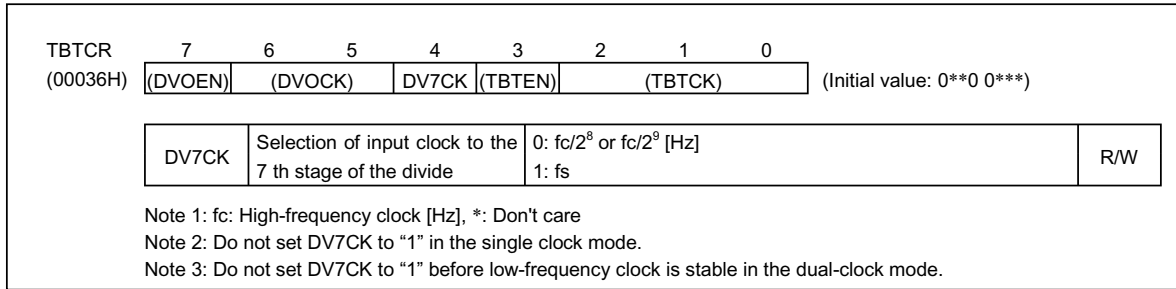 TBTCR 7 6 5 4 3 2 1 0
(00036H) (DVOEN) (DVOCK) DV7CK (TBTEN) (TBTCK) (Initial value: 0**0 0***)
DV7CK Selection of input clock to the 0: fc/2⁸ or fc/2⁹ [Hz] R/W
7 th stage of the divide 1: fs
Note 1: fc: High-frequency clock [Hz], *: Don't care
Note 2: Do not set DV7CK to “1” in the single clock mode.
Note 3: Do not set DV7CK to “1” before low-frequency clock is stable in the dual-clock mode.